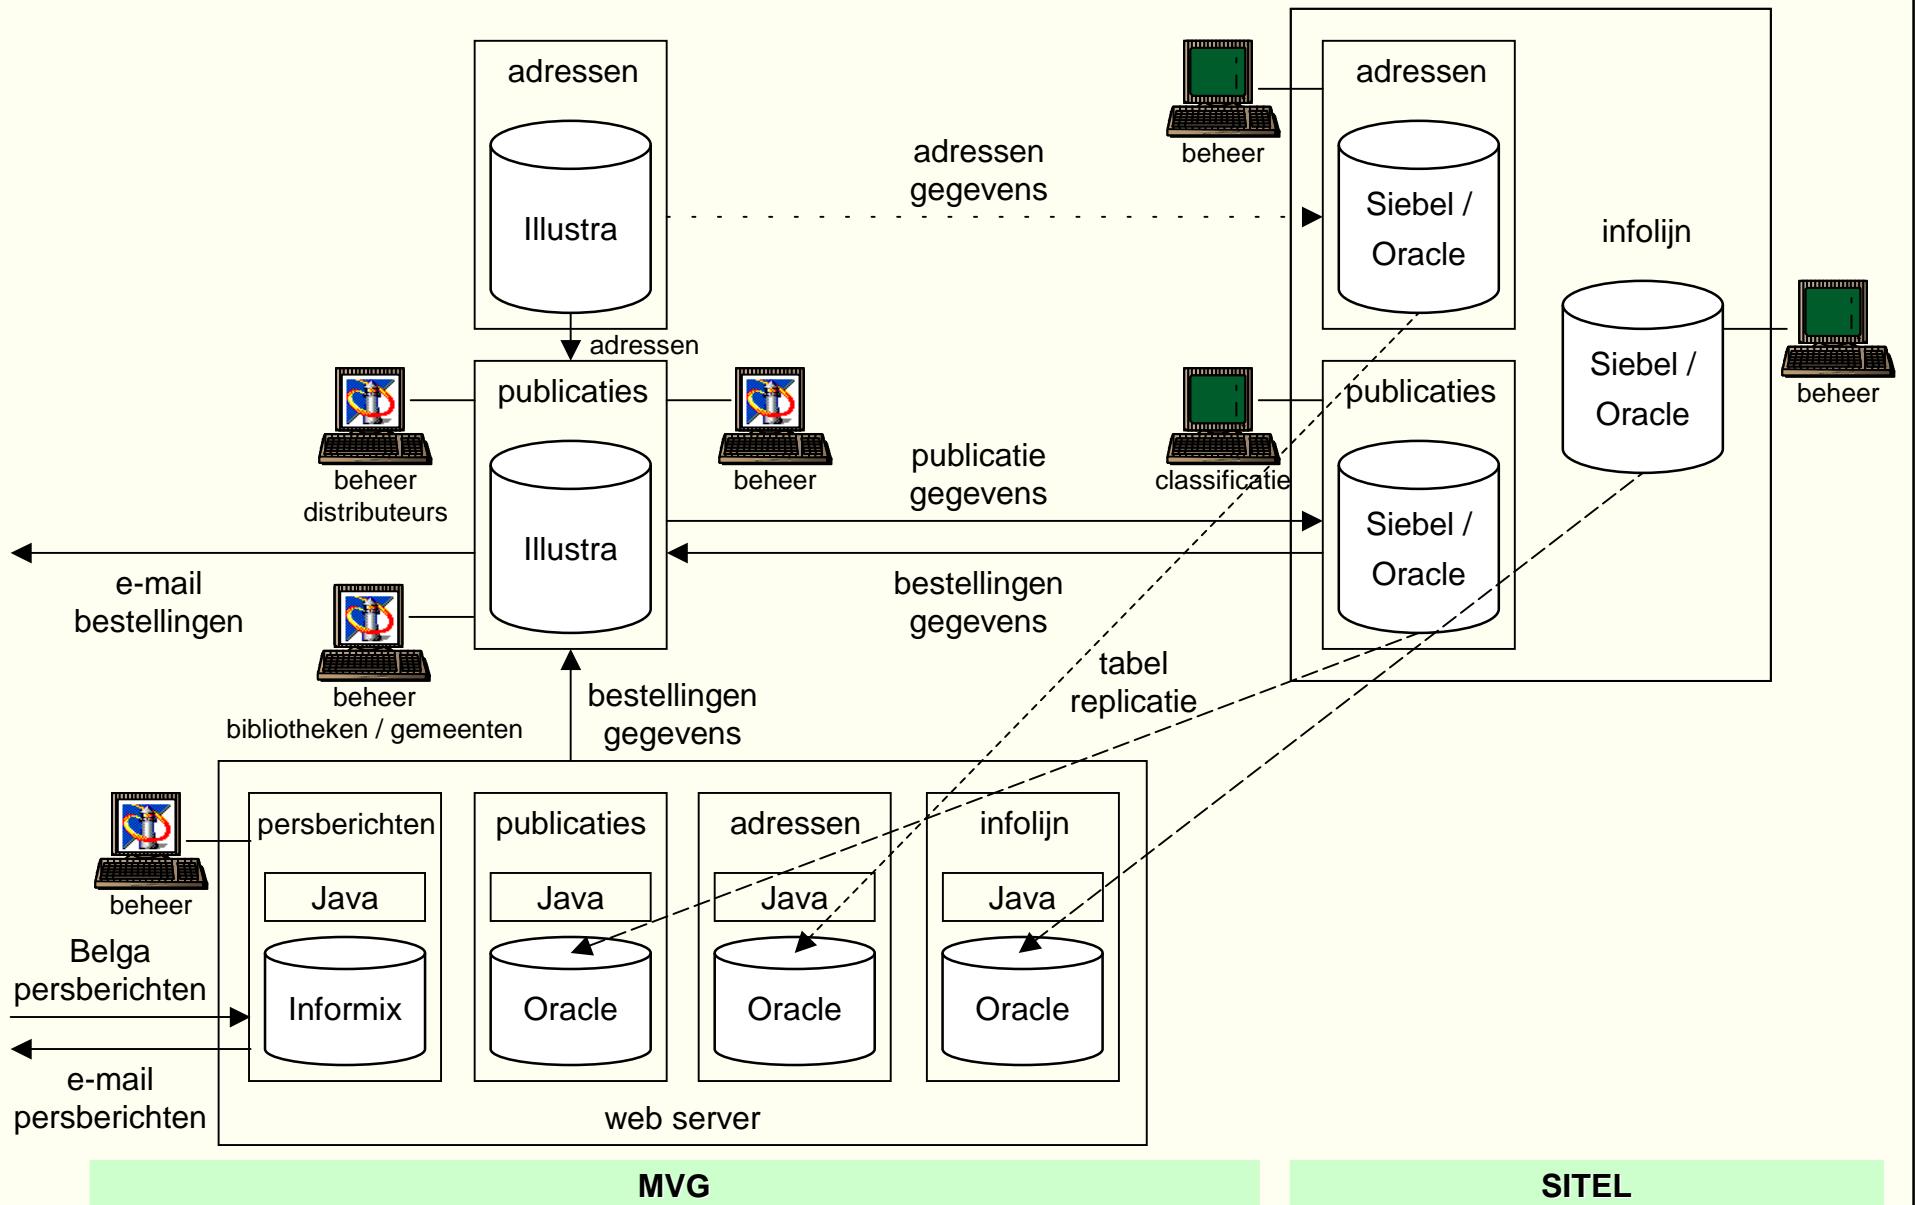 adressen
Illustra
adressen
adressen
gegevens
beheer
adressen
Siebel /
Oracle
infolijn
Siebel /
Oracle
beheer
publicaties
Illustra
beheer
distributeurs
beheer
publicatie
gegevens
classificatie
publicaties
Siebel /
Oracle
e-mail
bestellingen
bestellingen
gegevens
beheer
bibliotheken / gemeenten
bestellingen
gegevens
tabel
replicatie
beheer
persberichten
Java
Informix
publicaties
Java
Oracle
adressen
Java
Oracle
infolijn
Java
Oracle
Belga
persberichten
e-mail
persberichten
web server
MVG
SITEL